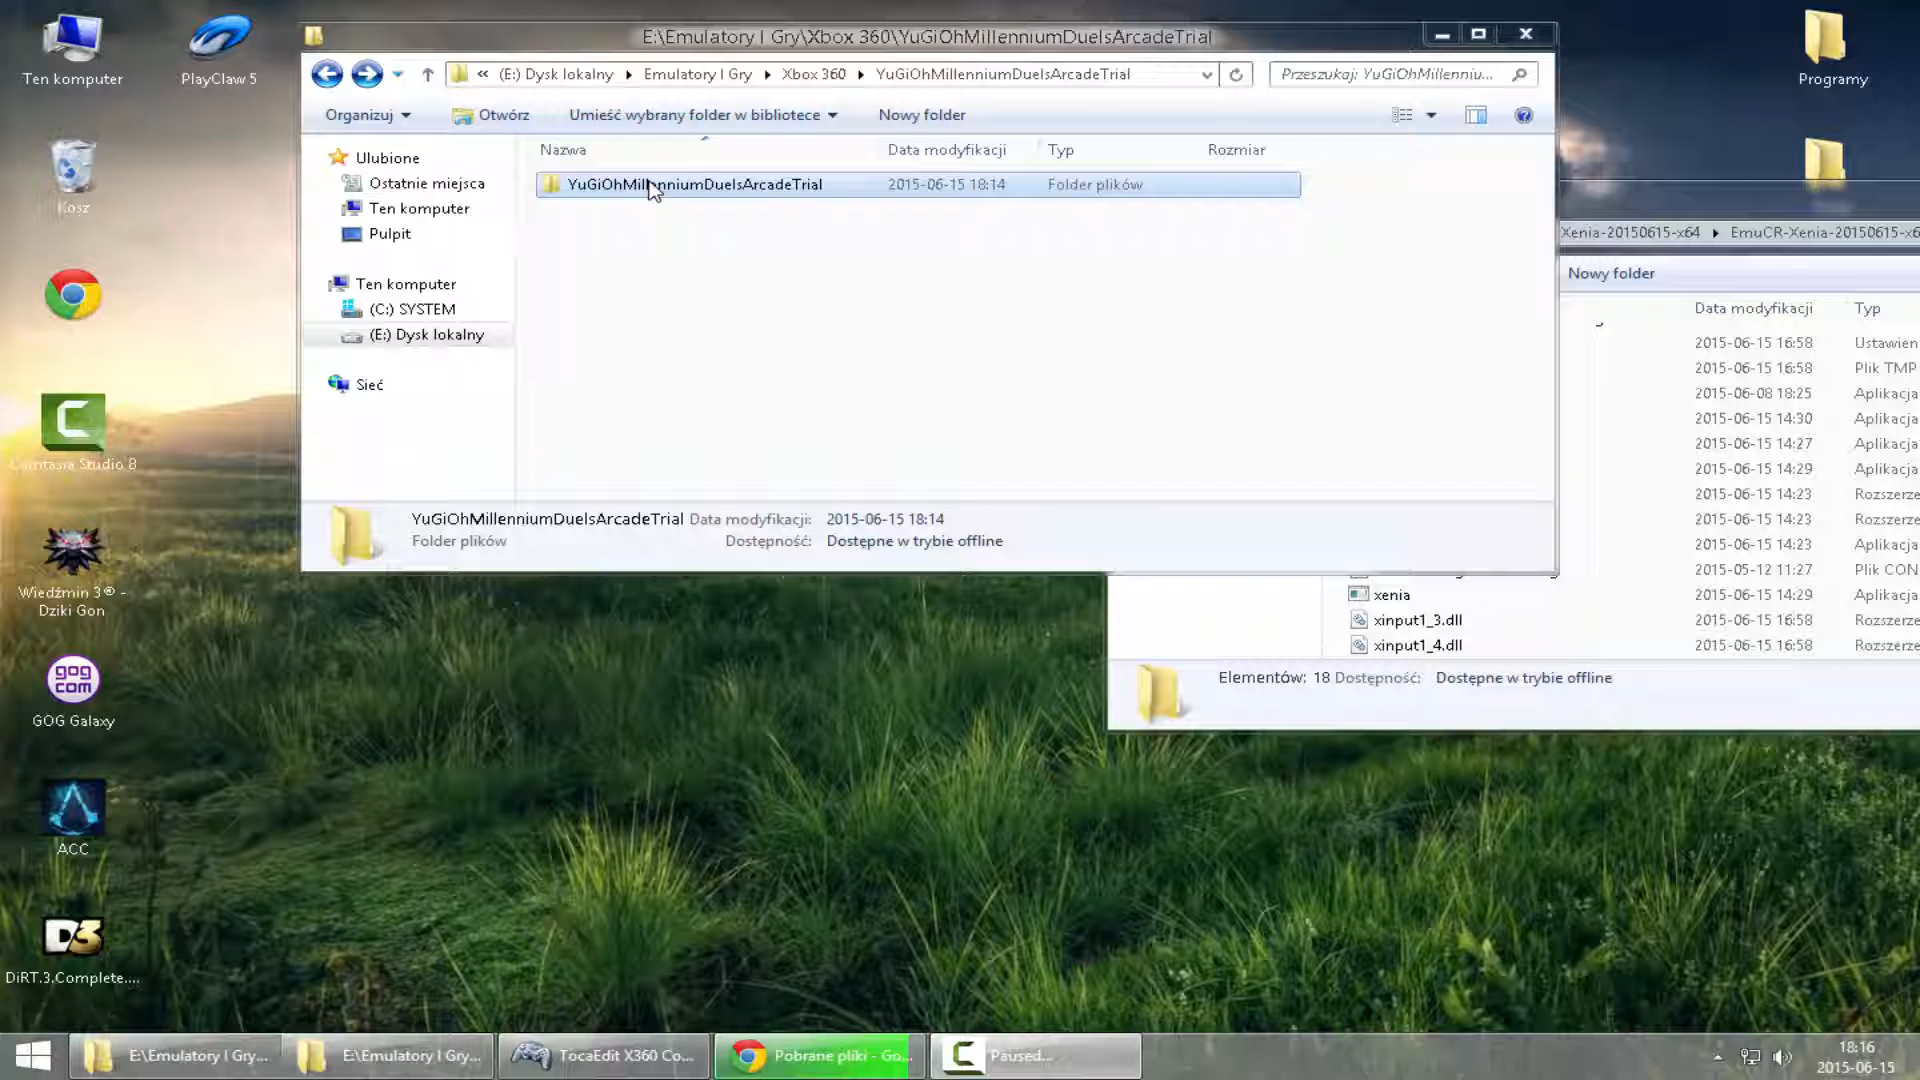 Ten komputer
PlayClaw 5
Kosz
Camtasia Studio 8
Wiedźmin 3® -
Dziki Gon
GOG Galaxy
ACC
DiRT.3.Complete....
Programy
E:\Emulatory I Gry\Xbox 360\YuGiOhMillenniumDuelsArcadeTrial
« (E:) Dysk lokalny ▸ Emulatory I Gry ▸ Xbox 360 ▸ YuGiOhMillenniumDuelsArcadeTrial
Przeszukaj: YuGiOhMillenniu...
Organizuj Otwórz Umieść wybrany folder w bibliotece Nowy folder
Nazwa Data modyfikacji Typ Rozmiar
YuGiOhMillenniumDuelsArcadeTrial 2015-06-15 18:14 Folder plików
Ulubione
Ostatnie miejsca
Ten komputer
Pulpit
Ten komputer
(C:) SYSTEM
(E:) Dysk lokalny
Sieć
YuGiOhMillenniumDuelsArcadeTrial Data modyfikacji: 2015-06-15 18:14
Folder plików Dostępność: Dostępne w trybie offline
Xenia-20150615-x64 ▸ EmuCR-Xenia-20150615-x6
Nowy folder
Data modyfikacji Typ
2015-06-15 16:58 Ustawien
2015-06-15 16:58 Plik TMP
2015-06-08 18:25 Aplikacja
2015-06-15 14:30 Aplikacja
2015-06-15 14:27 Aplikacja
2015-06-15 14:29 Aplikacja
2015-06-15 14:23 Rozszerze
2015-06-15 14:23 Rozszerze
2015-06-15 14:23 Aplikacja
2015-05-12 11:27 Plik CON
xenia 2015-06-15 14:29 Aplikacja
xinput1_3.dll 2015-06-15 16:58 Rozszerze
xinput1_4.dll 2015-06-15 16:58 Rozszerze
Elementów: 18 Dostępność: Dostępne w trybie offline
E:\Emulatory I Gry...
E:\Emulatory I Gry...
TocaEdit X360 Co...
Pobrane pliki - Go...
Paused...
18:16
2015-06-15
gog
com
D3